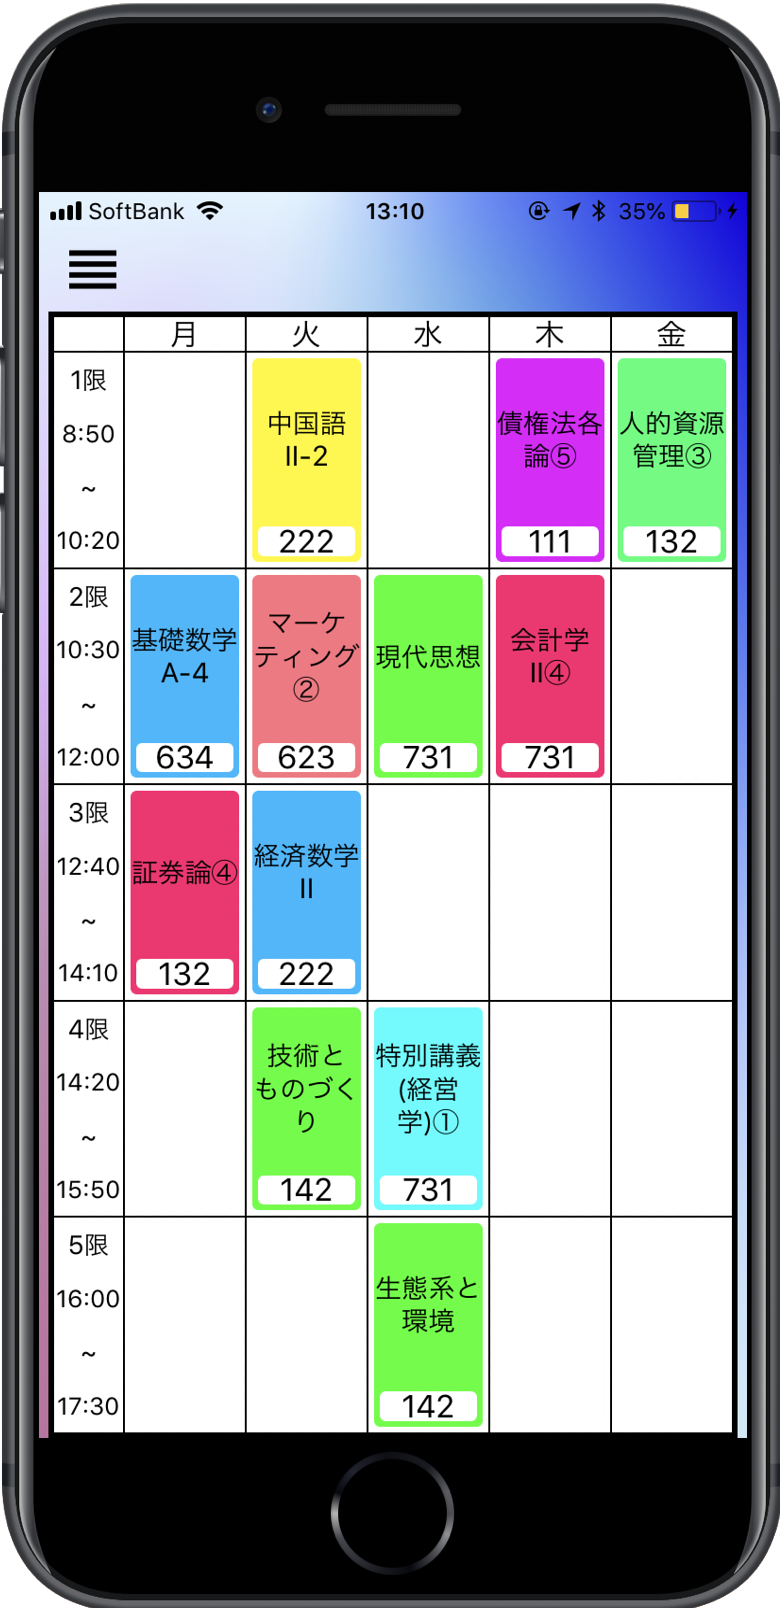 SoftBank 13:10 35%
月 火 水 木 金
1限
8:50
~
10:20
中国語
II-2
222
債権法各
論⑤
111
人的資源
管理③
132
2限
10:30
~
12:00
基礎数学
A-4
634
マーケ
ティング
②
623
現代思想
731
会計学
II④
731
3限
12:40
~
14:10
証券論④
132
経済数学
II
222
4限
14:20
~
15:50
技術と
ものづく
り
142
特別講義
(経営
学)①
731
5限
16:00
~
17:30
生態系と
環境
142